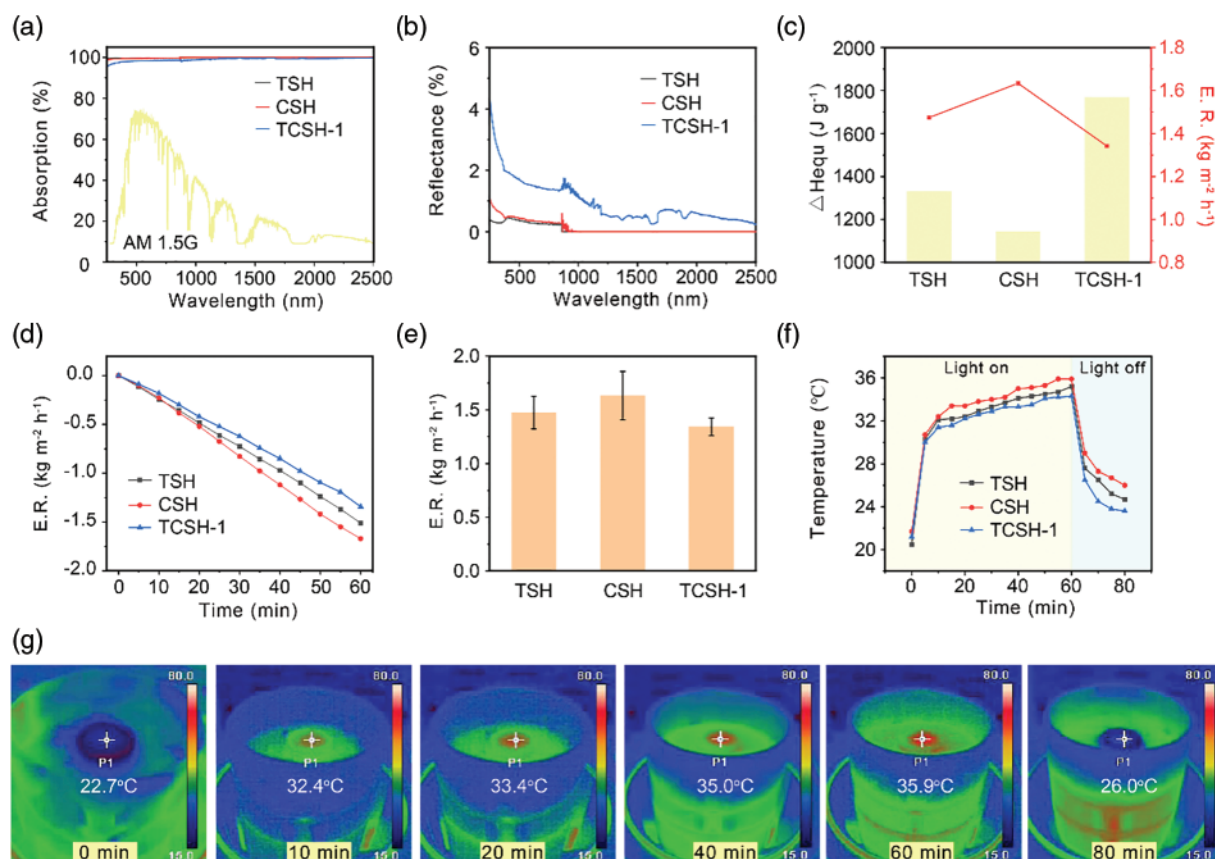 (a)
Absorption (%)
100
80
60
40
20
0
TSH
CSH
TCSH-1
AM 1.5G
500 1000 1500 2000 2500
Wavelength (nm)
(b)
Reflectance (%)
6
4
2
0
TSH
CSH
TCSH-1
500 1000 1500 2000 2500
Wavelength (nm)
(c)
△Hequ (J g⁻¹)
2000
1800
1600
1400
1200
1000
TSH CSH TCSH-1
1.8
1.6
1.4
1.2
1.0
0.8
E. R. (kg m⁻² h⁻¹)
(d)
E.R. (kg m⁻² h⁻¹)
0.0
-0.5
-1.0
-1.5
-2.0
TSH
CSH
TCSH-1
0 10 20 30 40 50 60
Time (min)
(e)
E.R. (kg m⁻² h⁻¹)
2.0
1.5
1.0
0.5
0.0
TSH CSH TCSH-1
(f)
Temperature (℃)
36
32
28
24
20
Light on Light off
TSH
CSH
TCSH-1
0 20 40 60 80
Time (min)
(g)
80.0 80.0 80.0 80.0 80.0 80.0
P1 P1 P1 P1 P1 P1
22.7°C 32.4°C 33.4°C 35.0°C 35.9°C 26.0°C
0 min 10 min 20 min 40 min 60 min 80 min
15.0 15.0 15.0 15.0 15.0 15.0